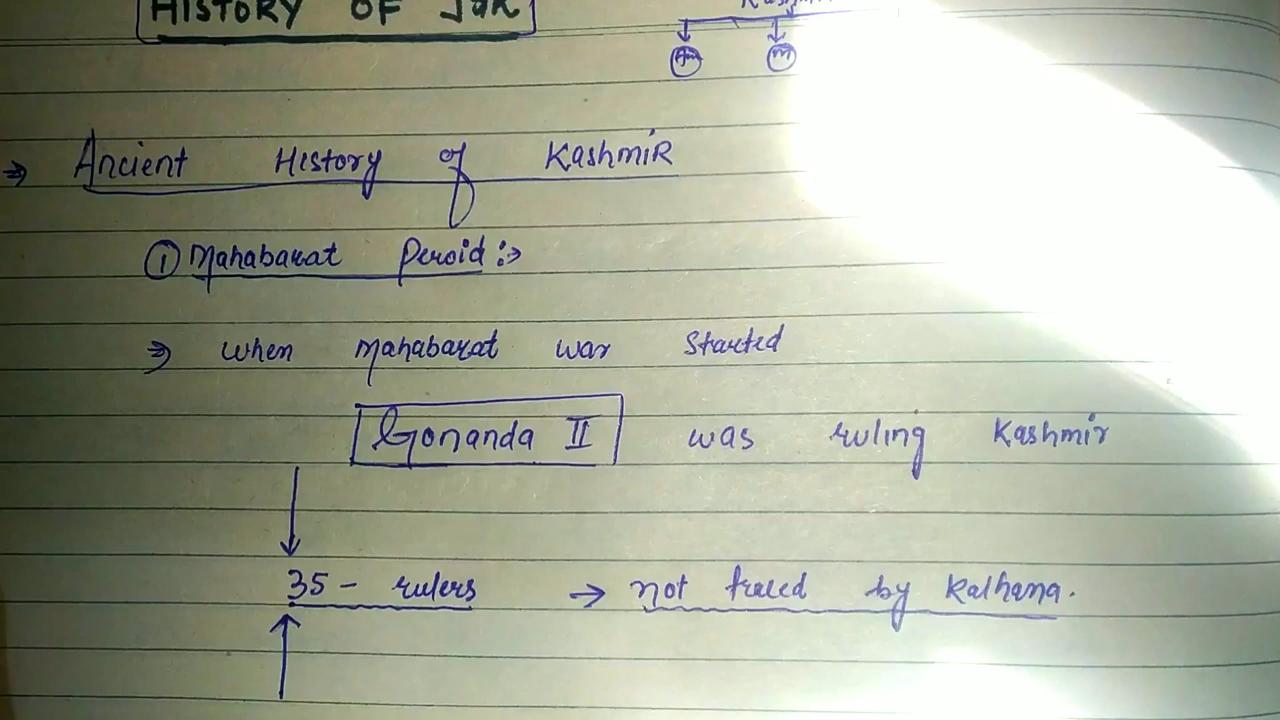 HISTORY OF J&K
⇒ Ancient History of Kashmir
① Mahabarat Peroid :→
⇒ when Mahabarat war started
Gonanda II was ruling Kashmir
35 - rulers → not traced by Kalhana.